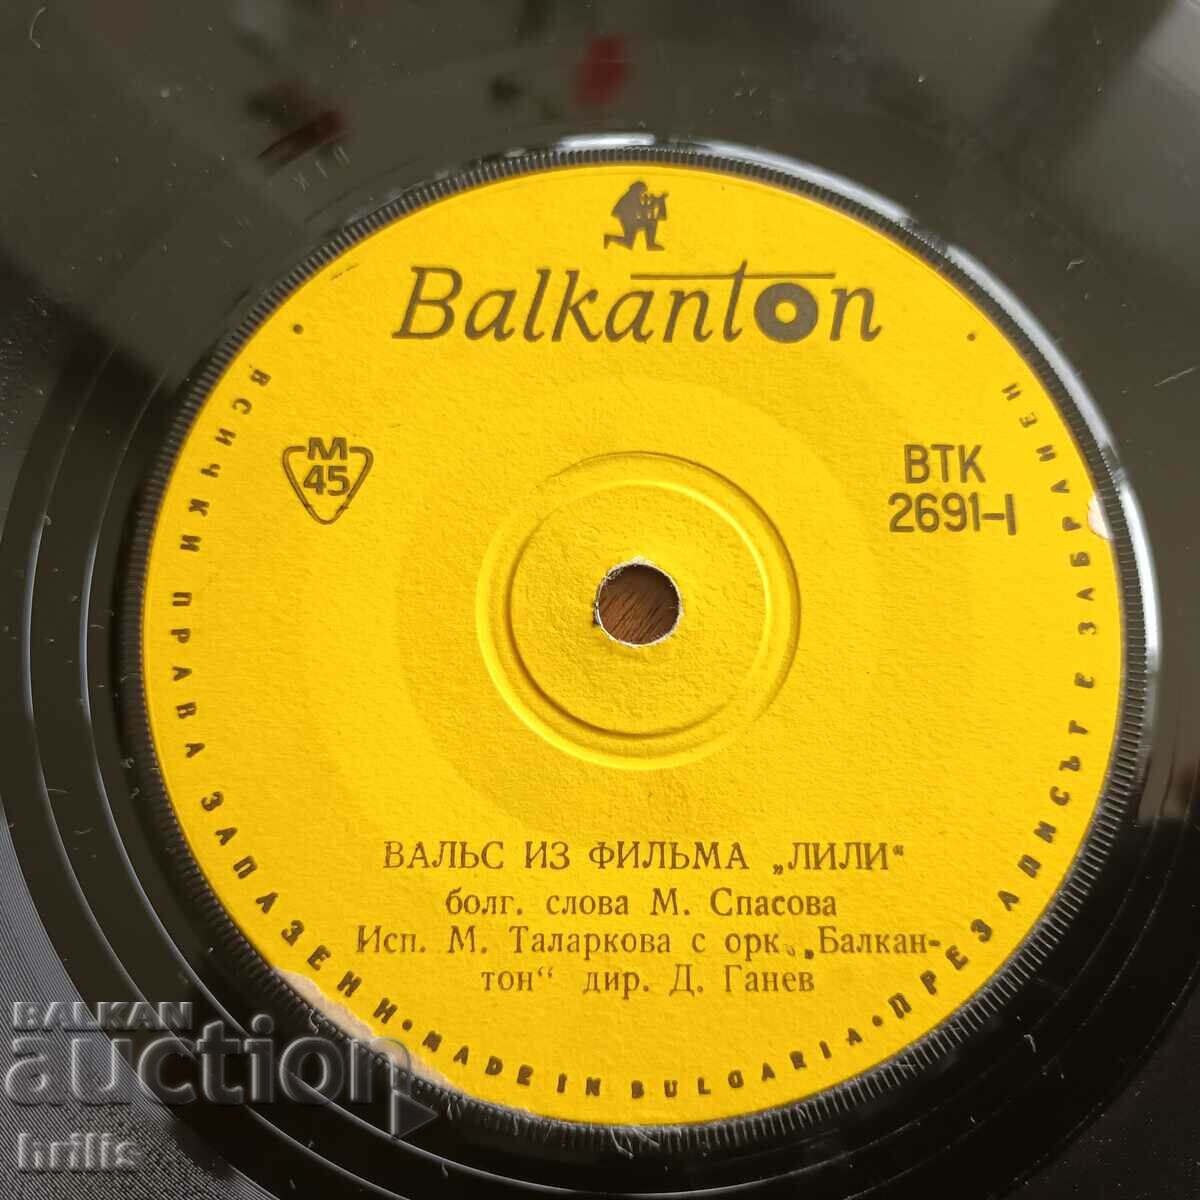 Balkanton
М
45
ВТК
2691-I
ВАЛЬС ИЗ ФИЛЬМА „ЛИЛИ“
болг. слова М. Спасова
Исп. М. Таларкова с орк. „Балкан-
тон“ дир. Д. Ганев
• ВСИЧКИ ПРАВА ЗАПАЗЕНИ • MADE IN BULGARIA • ПРЕЗАПИСЪТ Е ЗАБРАНЕН •
BALKAN
auction
hrilis